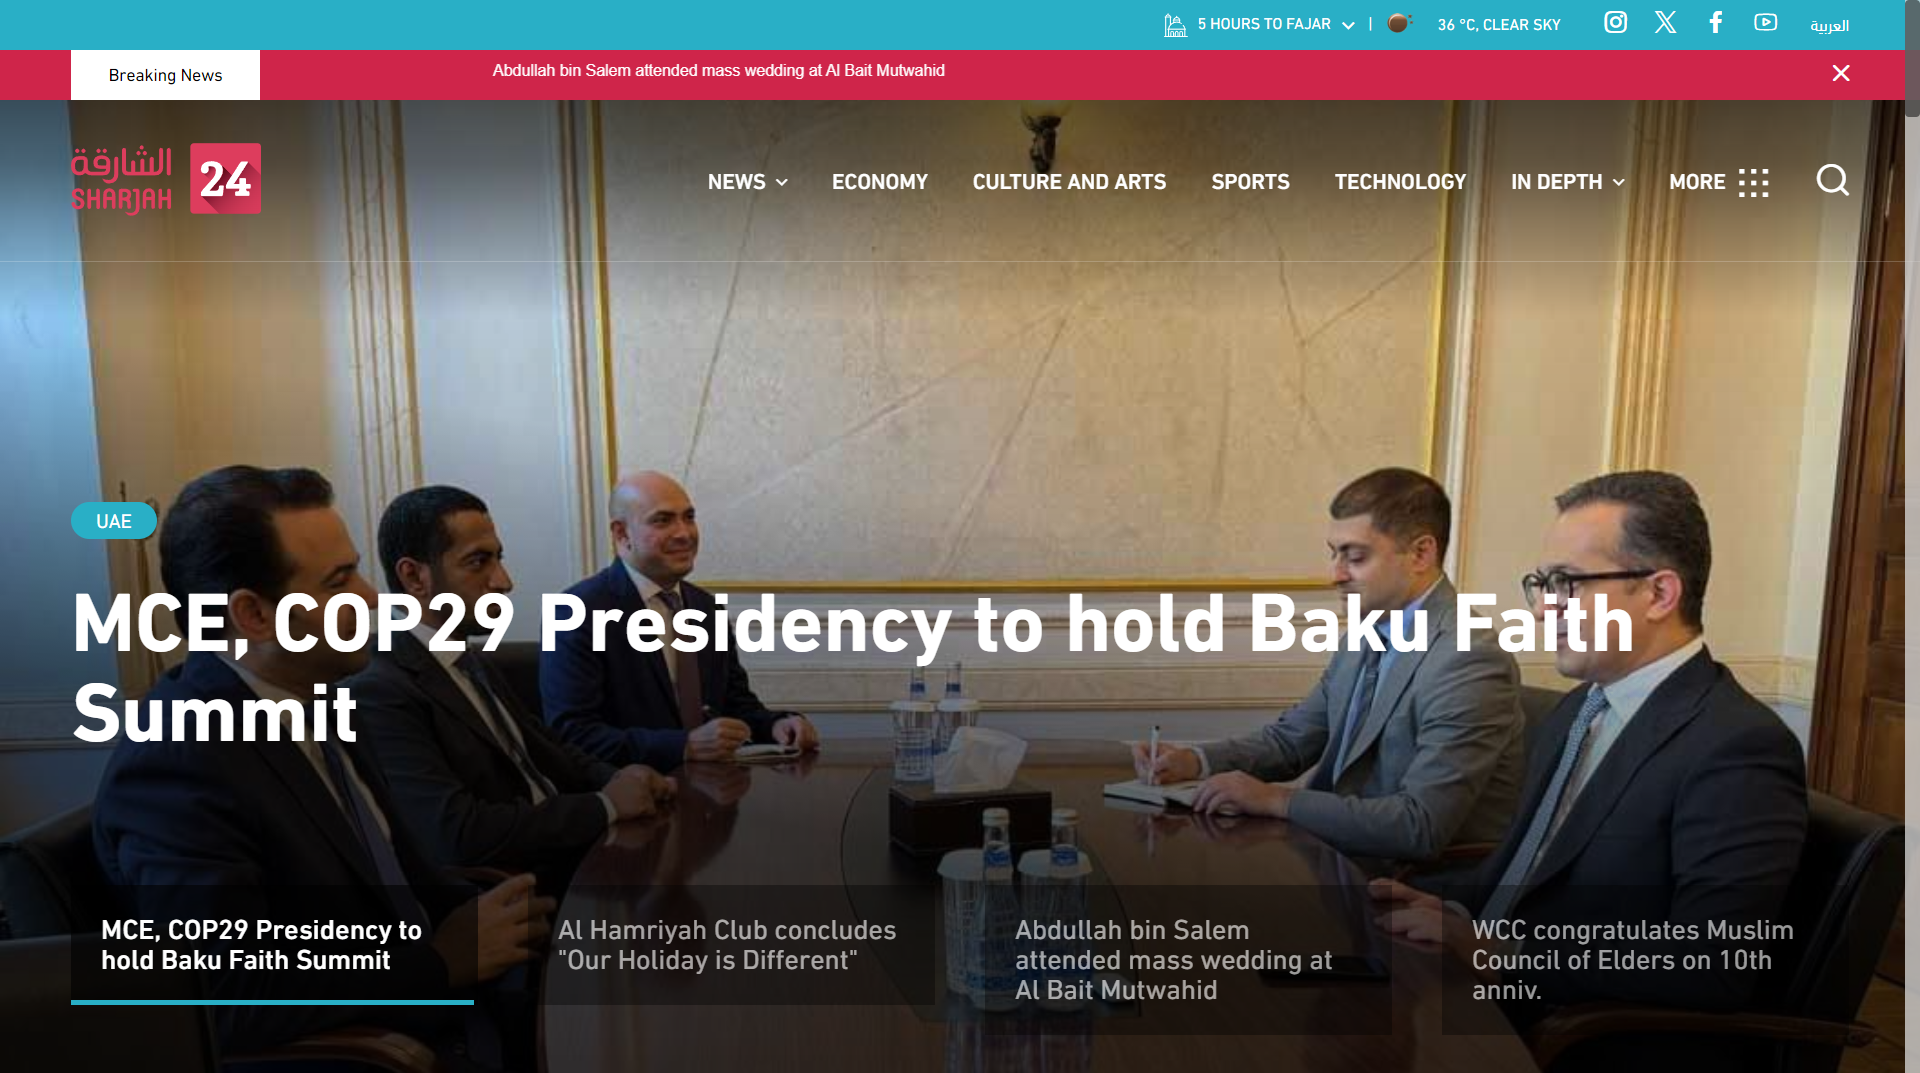 5 HOURS TO FAJAR
|
36 °C, CLEAR SKY
العربية
Breaking News
Abdullah bin Salem attended mass wedding at Al Bait Mutwahid
الشارقة
SHARJAH
24
NEWS
ECONOMY
CULTURE AND ARTS
SPORTS
TECHNOLOGY
IN DEPTH
MORE
UAE
MCE, COP29 Presidency to hold Baku Faith
Summit
MCE, COP29 Presidency to
hold Baku Faith Summit
Al Hamriyah Club concludes
"Our Holiday is Different"
Abdullah bin Salem
attended mass wedding at
Al Bait Mutwahid
WCC congratulates Muslim
Council of Elders on 10th
anniv.